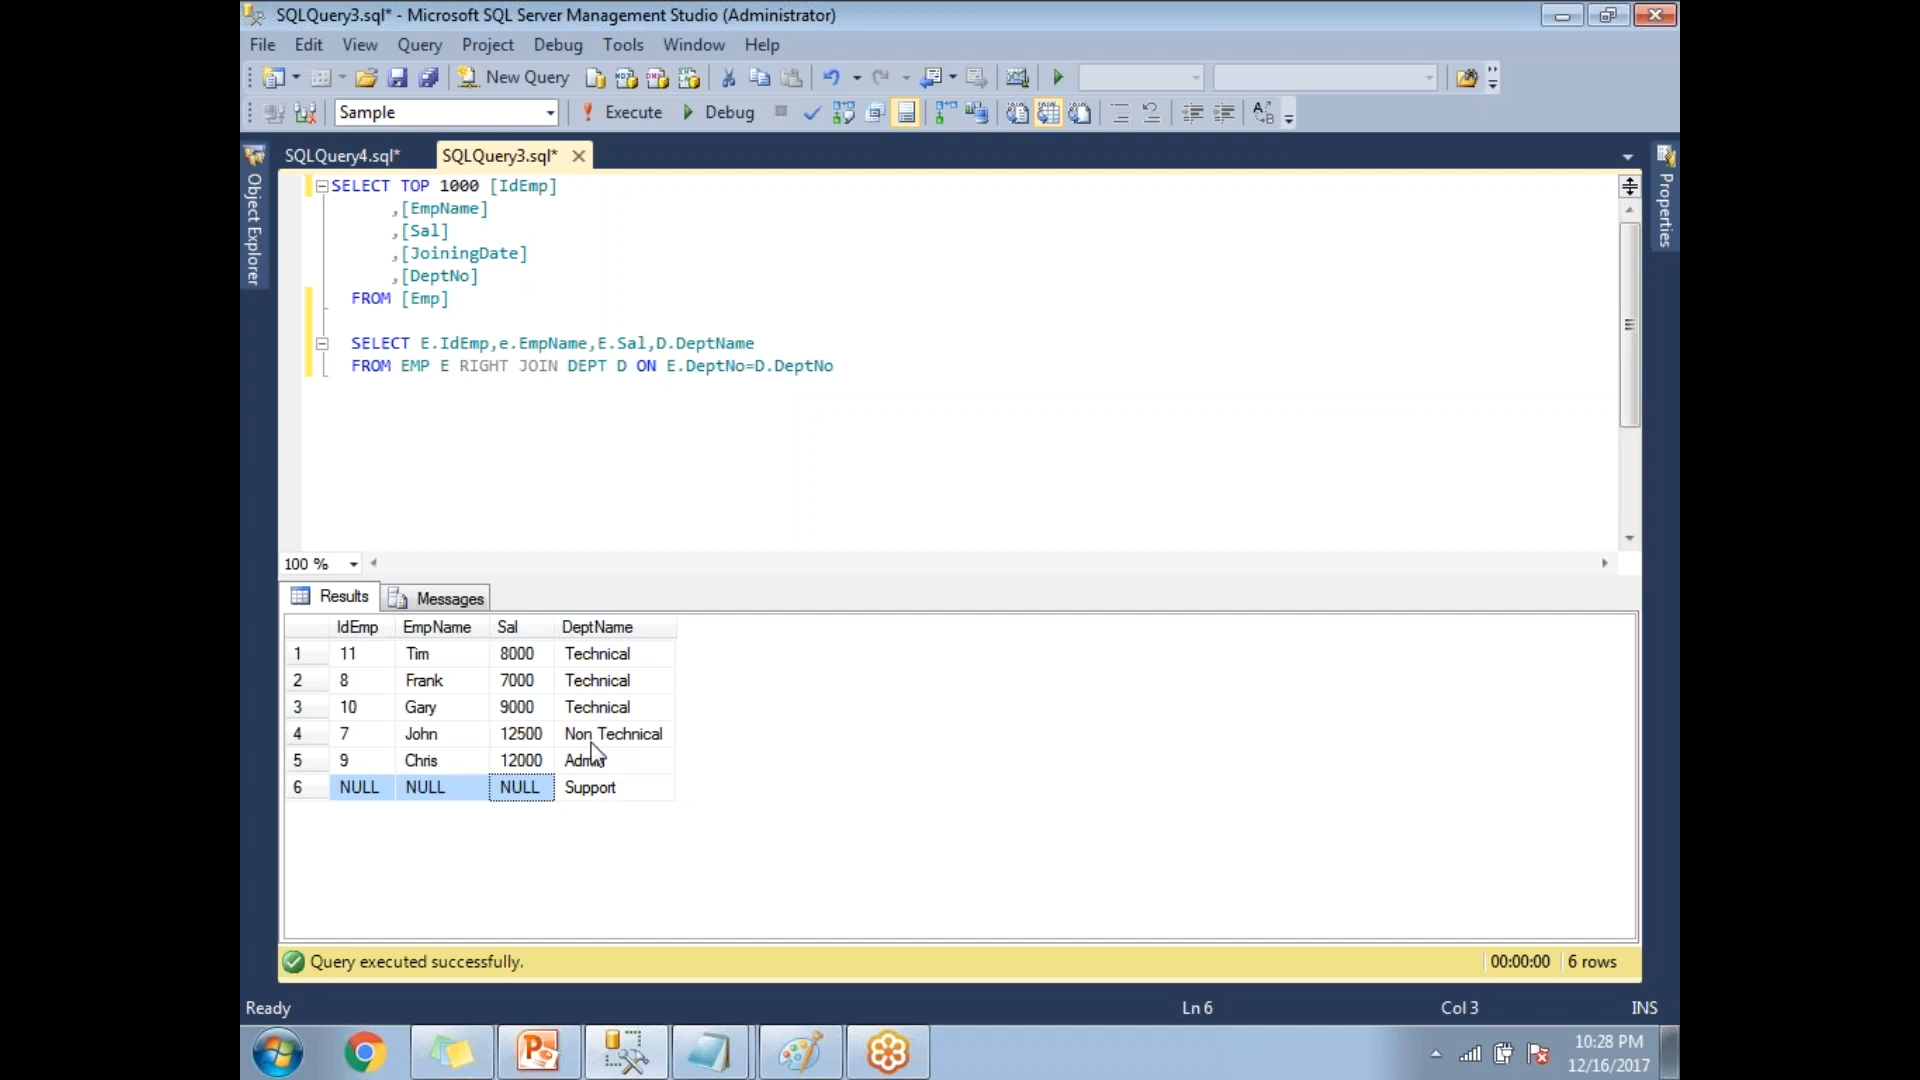 SQLQuery3.sql* - Microsoft SQL Server Management Studio (Administrator)
File Edit View Query Project Debug Tools Window Help
New Query
Sample Execute Debug
SQLQuery4.sql* SQLQuery3.sql*
Object Explorer
Properties
SELECT TOP 1000 [IdEmp]
,[EmpName]
,[Sal]
,[JoiningDate]
,[DeptNo]
FROM [Emp]
SELECT E.IdEmp,e.EmpName,E.Sal,D.DeptName
FROM EMP E RIGHT JOIN DEPT D ON E.DeptNo=D.DeptNo
100 %
Results Messages
IdEmp EmpName Sal DeptName
1 11 Tim 8000 Technical
2 8 Frank 7000 Technical
3 10 Gary 9000 Technical
4 7 John 12500 Non Technical
5 9 Chris 12000
6 NULL NULL NULL Support
Query executed successfully. 00:00:00 6 rows
Ready Ln 6 Col 3 INS
10:28 PM
12/16/2017